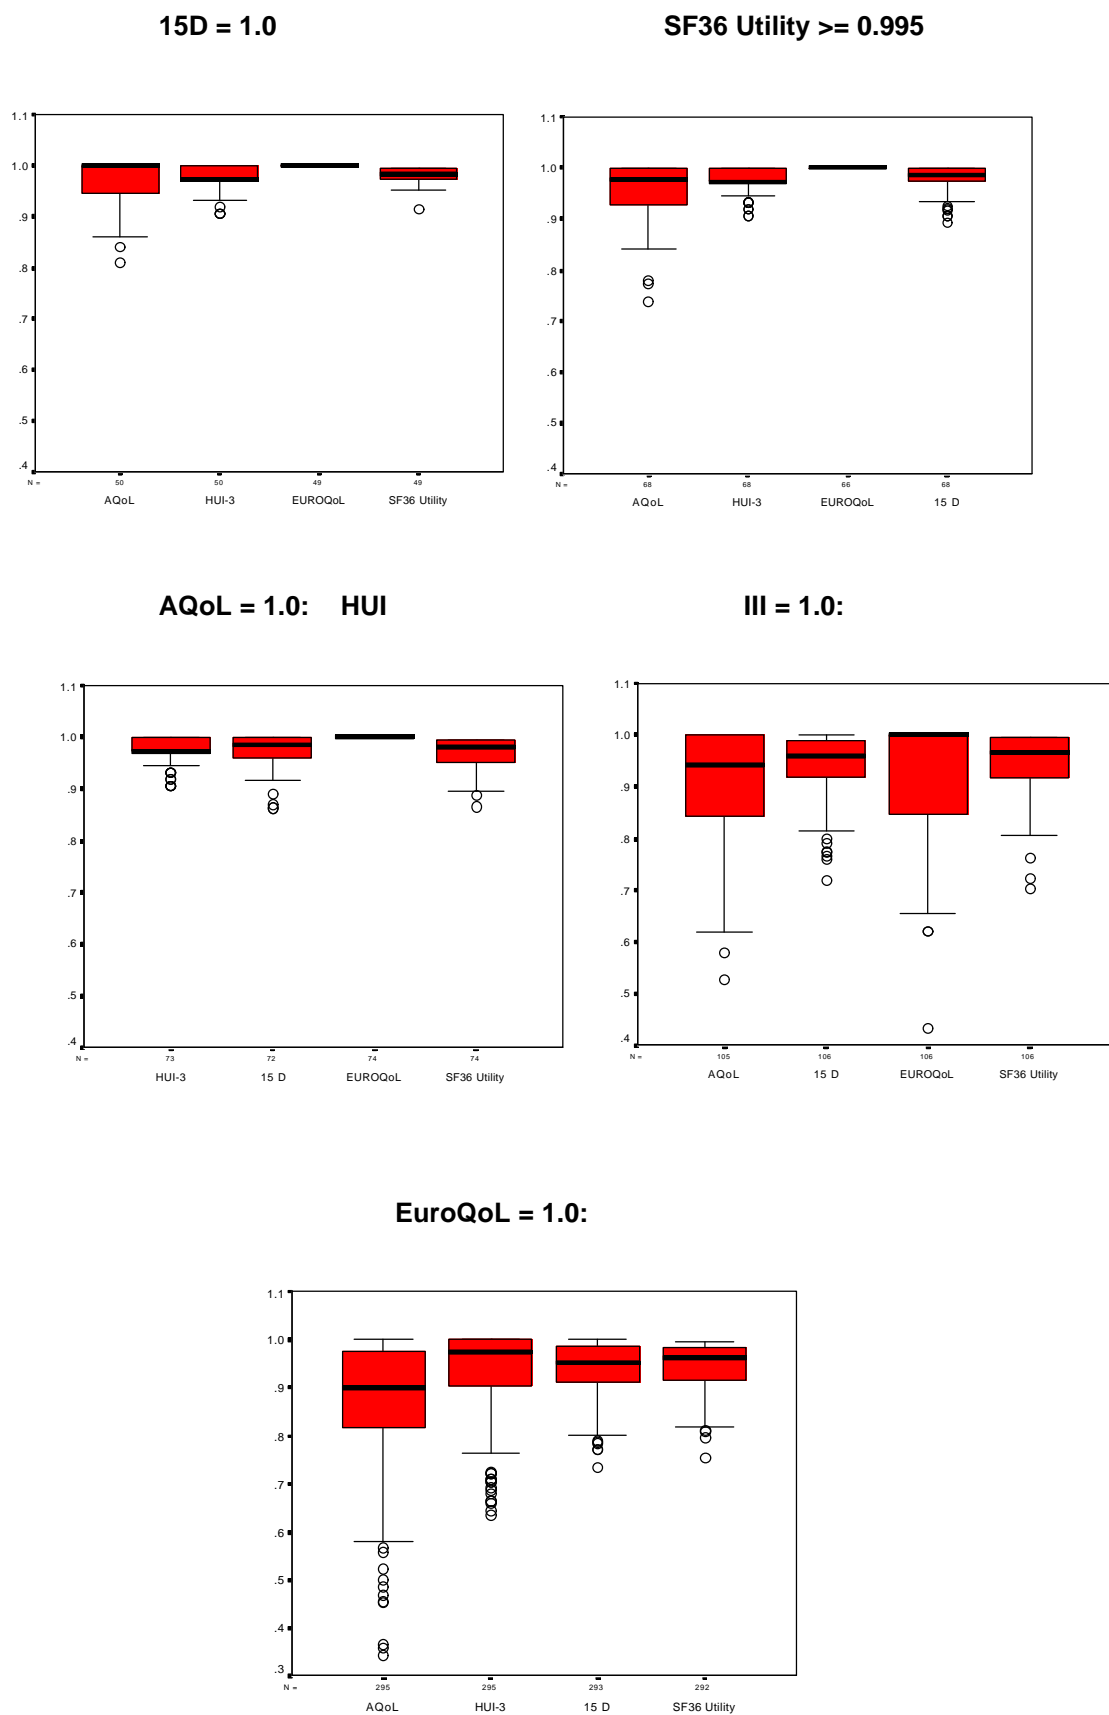 15D = 1.0
SF36 Utility >= 0.995
1.1
1.0
.9
.8
.7
.6
.5
.4
N =
50
50
49
49
AQoL
HUI-3
EUROQoL
SF36 Utility
1.1
1.0
.9
.8
.7
.6
.5
.4
N =
68
68
66
68
AQoL
HUI-3
EUROQoL
15 D
AQoL = 1.0: HUI
III = 1.0:
1.1
1.0
.9
.8
.7
.6
.5
.4
N =
73
72
74
74
HUI-3
15 D
EUROQoL
SF36 Utility
1.1
1.0
.9
.8
.7
.6
.5
.4
N =
105
106
106
106
AQoL
15 D
EUROQoL
SF36 Utility
EuroQoL = 1.0:
1.1
1.0
.9
.8
.7
.6
.5
.4
.3
N =
295
295
293
292
AQoL
HUI-3
15 D
SF36 Utility